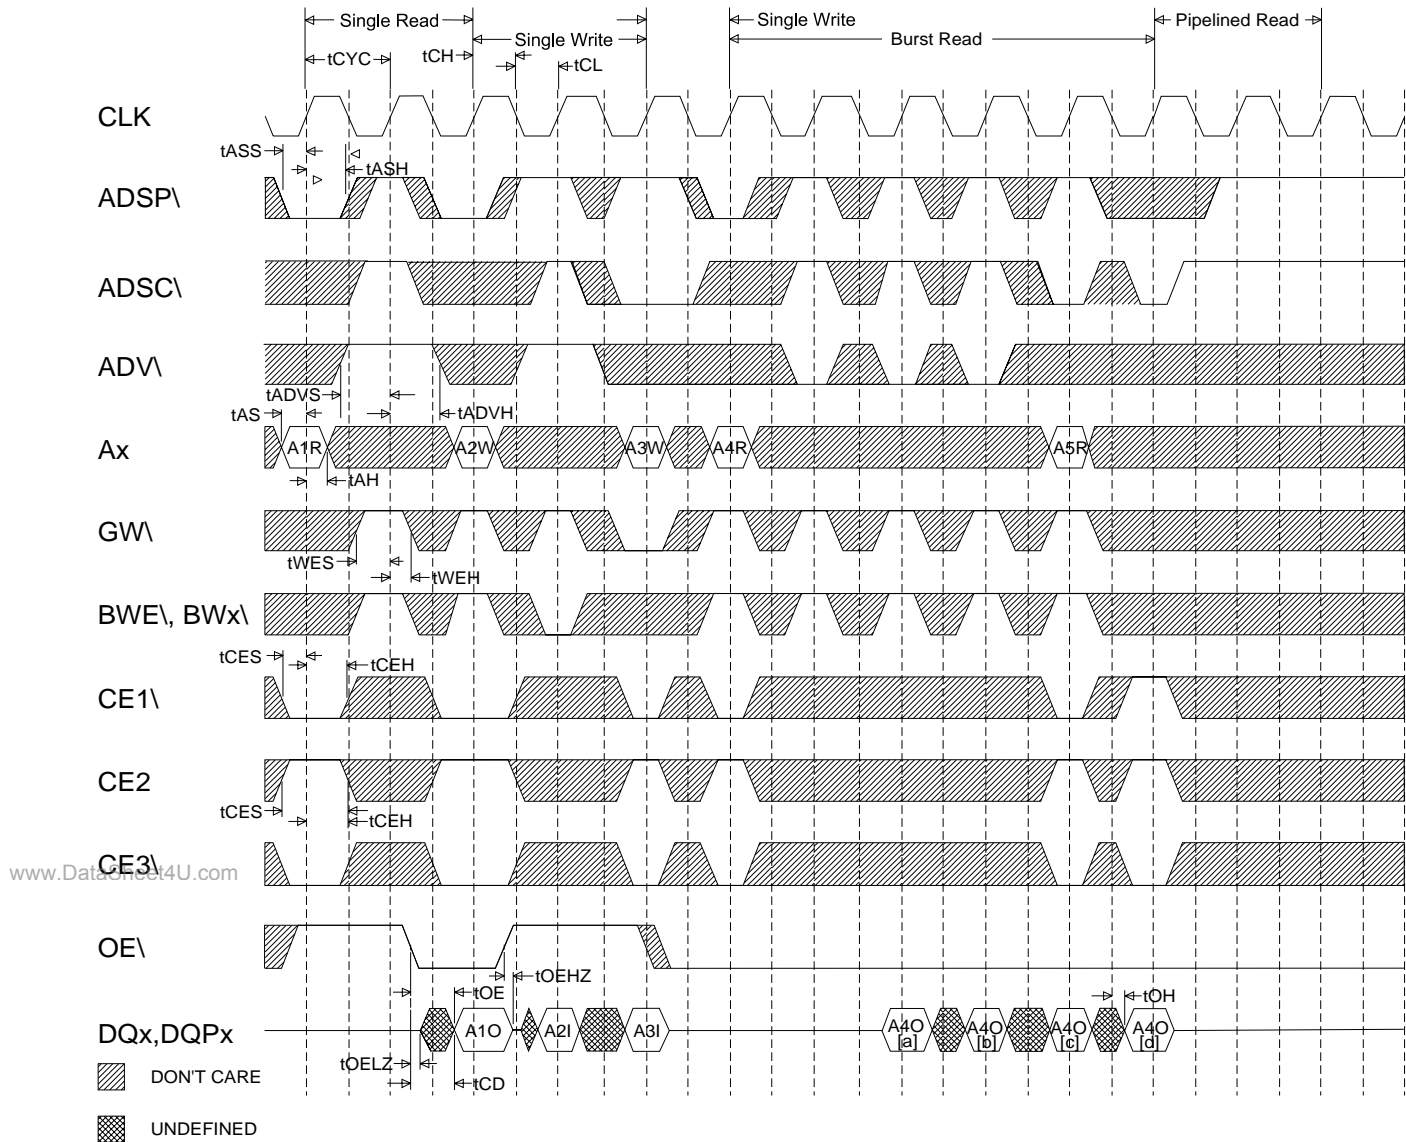 Single Read
Single Write
Single Write
Burst Read
Pipelined Read
tCYC
tCH
tCL
CLK
tASS
tASH
ADSP\
ADSC\
ADV\
tADVS
tADVH
tAS
Ax
A1R
A2W
A3W
A4R
A5R
tAH
GW\
tWES
tWEH
BWE\, BWx\
tCES
tCEH
CE1\
CE2
tCES
tCEH
www.DataSheet4U.com
CE3\
OE\
tOEHZ
tOE
tOH
DQx,DQPx
A1O
A2I
A3I
A4O
[a]
A4O
[b]
A4O
[c]
A4O
[d]
tOELZ
tCD
DON'T CARE
UNDEFINED